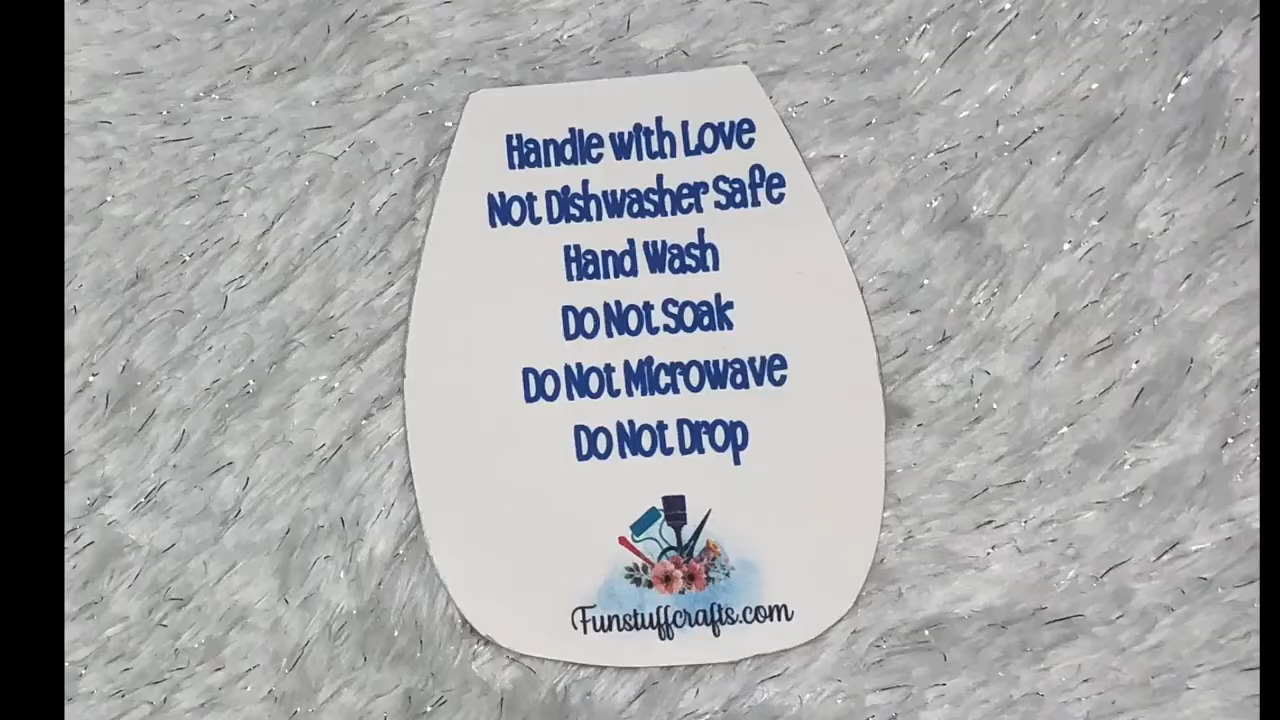 Handle with Love
Not Dishwasher Safe
Hand Wash
Do Not Soak
Do Not Microwave
Do Not Drop
Funstuffcrafts.com